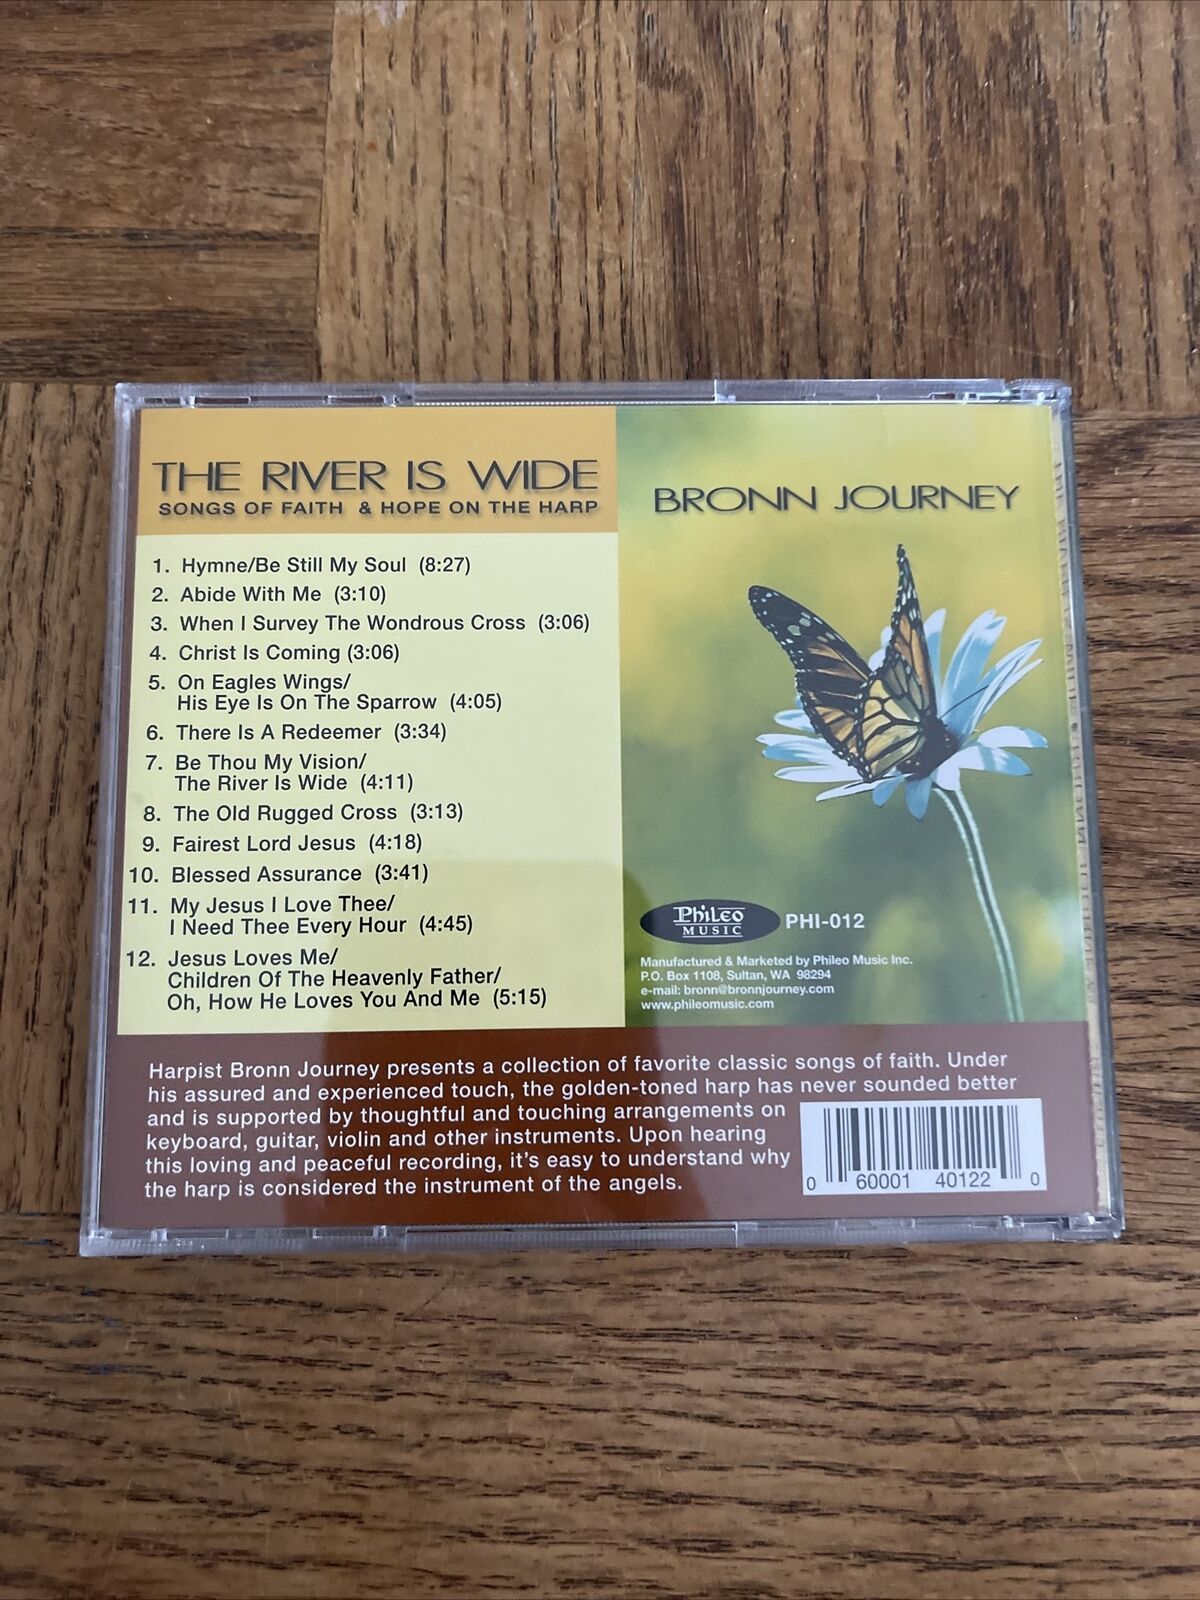 THE RIVER IS WIDE
SONGS OF FAITH & HOPE ON THE HARP
1. Hymne/Be Still My Soul (8:27)
2. Abide With Me (3:10)
3. When I Survey The Wondrous Cross (3:06)
4. Christ Is Coming (3:06)
5. On Eagles Wings/
His Eye Is On The Sparrow (4:05)
6. There Is A Redeemer (3:34)
7. Be Thou My Vision/
The River Is Wide (4:11)
8. The Old Rugged Cross (3:13)
9. Fairest Lord Jesus (4:18)
10. Blessed Assurance (3:41)
11. My Jesus I Love Thee/
I Need Thee Every Hour (4:45)
12. Jesus Loves Me/
Children Of The Heavenly Father/
Oh, How He Loves You And Me (5:15)
BRONN JOURNEY
PhiLeo
MUSIC
PHI-012
Manufactured & Marketed by Phileo Music Inc.
P.O. Box 1108, Sultan, WA 98294
e-mail: bronn@bronnjourney.com
www.phileomusic.com
Harpist Bronn Journey presents a collection of favorite classic songs of faith. Under
his assured and experienced touch, the golden-toned harp has never sounded better
and is supported by thoughtful and touching arrangements on
keyboard, guitar, violin and other instruments. Upon hearing
this loving and peaceful recording, it's easy to understand why
the harp is considered the instrument of the angels.
0 60001 40122 0